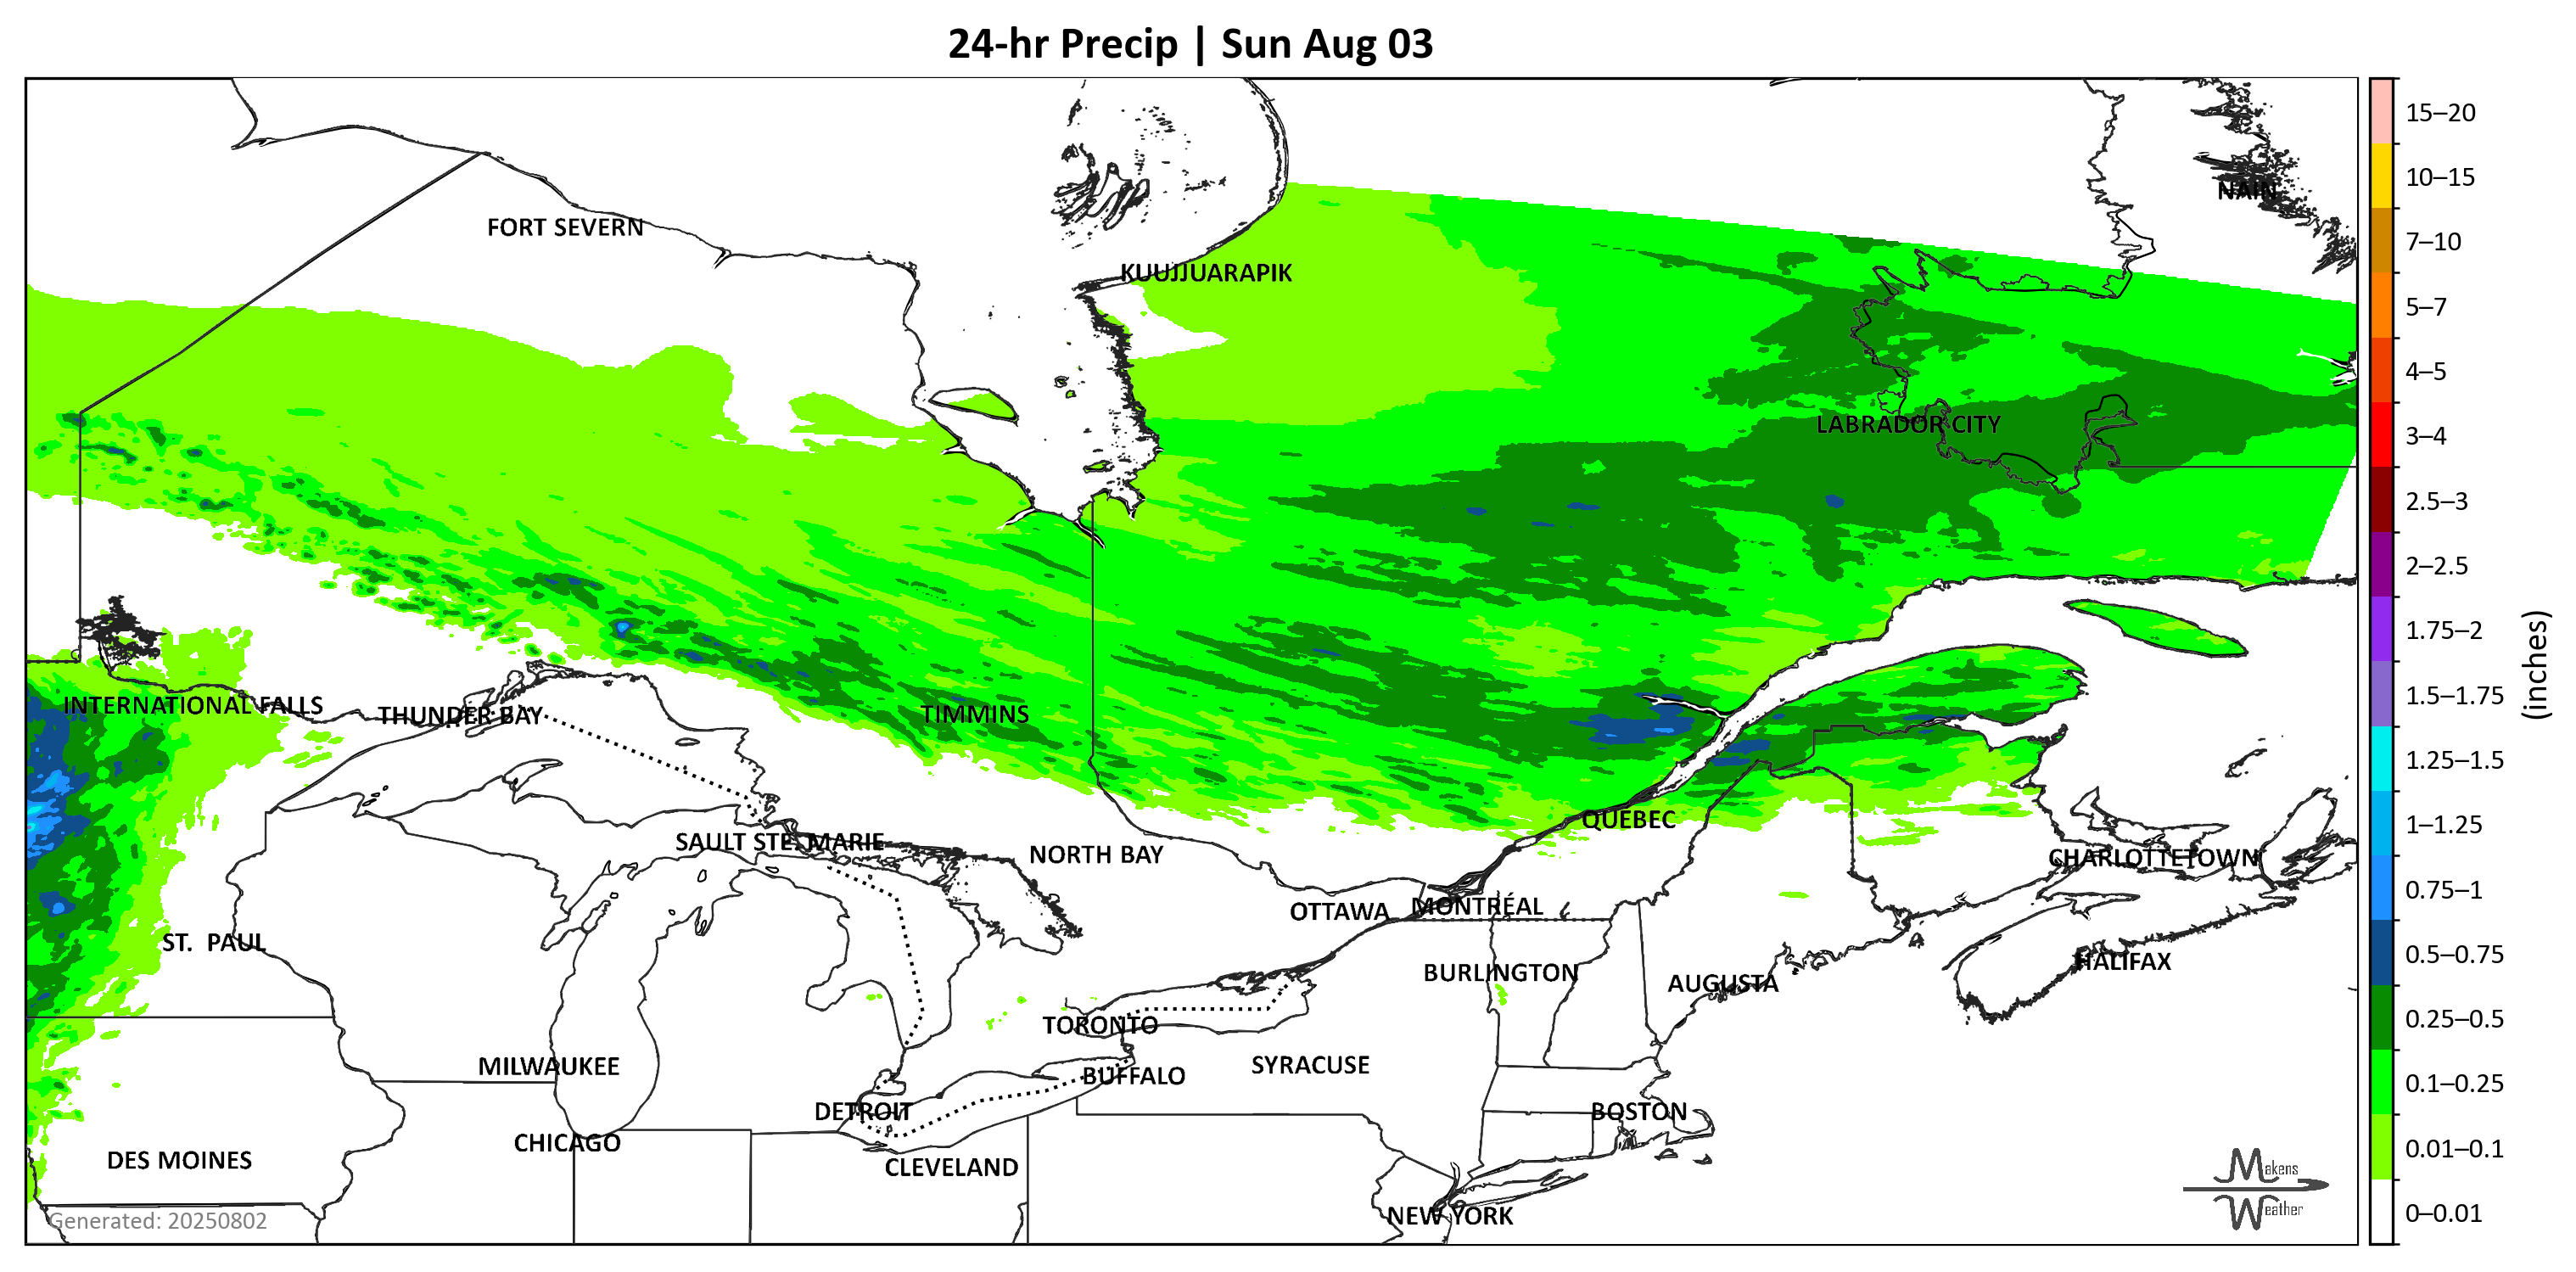 24-hr Precip | Sun Aug 03
NAIN
FORT SEVERN
KUUJJUARAPIK
LABRADOR CITY
INTERNATIONAL FALLS
THUNDER BAY
TIMMINS
QUÉBEC
SAULT STE. MARIE
NORTH BAY
CHARLOTTETOWN
OTTAWA
MONTRÉAL
ST. PAUL
BURLINGTON
AUGUSTA
HALIFAX
TORONTO
MILWAUKEE
SYRACUSE
BUFFALO
DETROIT
BOSTON
CHICAGO
DES MOINES
CLEVELAND
NEW YORK
Generated: 20250802
Makens
Weather
15–20
10–15
7–10
5–7
4–5
3–4
2.5–3
2–2.5
1.75–2
1.5–1.75
1.25–1.5
1–1.25
0.75–1
0.5–0.75
0.25–0.5
0.1–0.25
0.01–0.1
0–0.01
(inches)